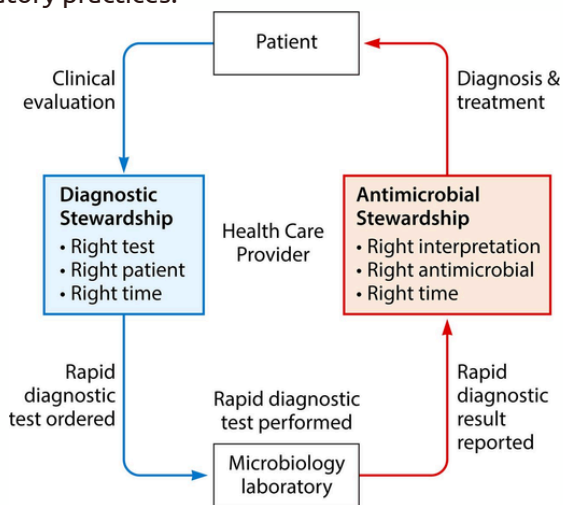 atory practices.
Patient
Clinical
evaluation
Diagnosis &
treatment
Diagnostic
Stewardship
• Right test
• Right patient
• Right time
Health Care
Provider
Antimicrobial
Stewardship
• Right interpretation
• Right antimicrobial
• Right time
Rapid
diagnostic
test ordered
Rapid diagnostic
test performed
Rapid
diagnostic
result
reported
Microbiology
laboratory